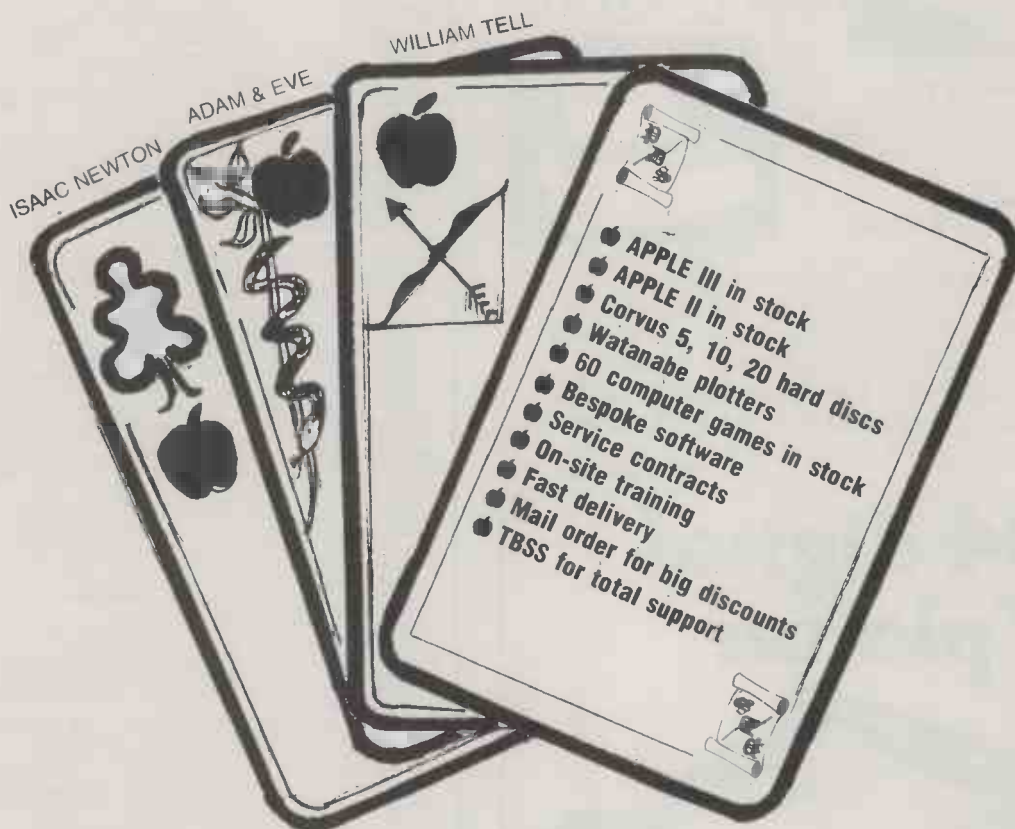 WILLIAM TELL
ADAM & EVE
ISAAC NEWTON
APPLE III in stock
APPLE II in stock
Corvus 5, 10, 20 hard discs
Watanabe plotters
60 computer games in stock
Bespoke software
Service contracts
On-site training
Fast delivery
Mail order for big discounts
TBSS for total support